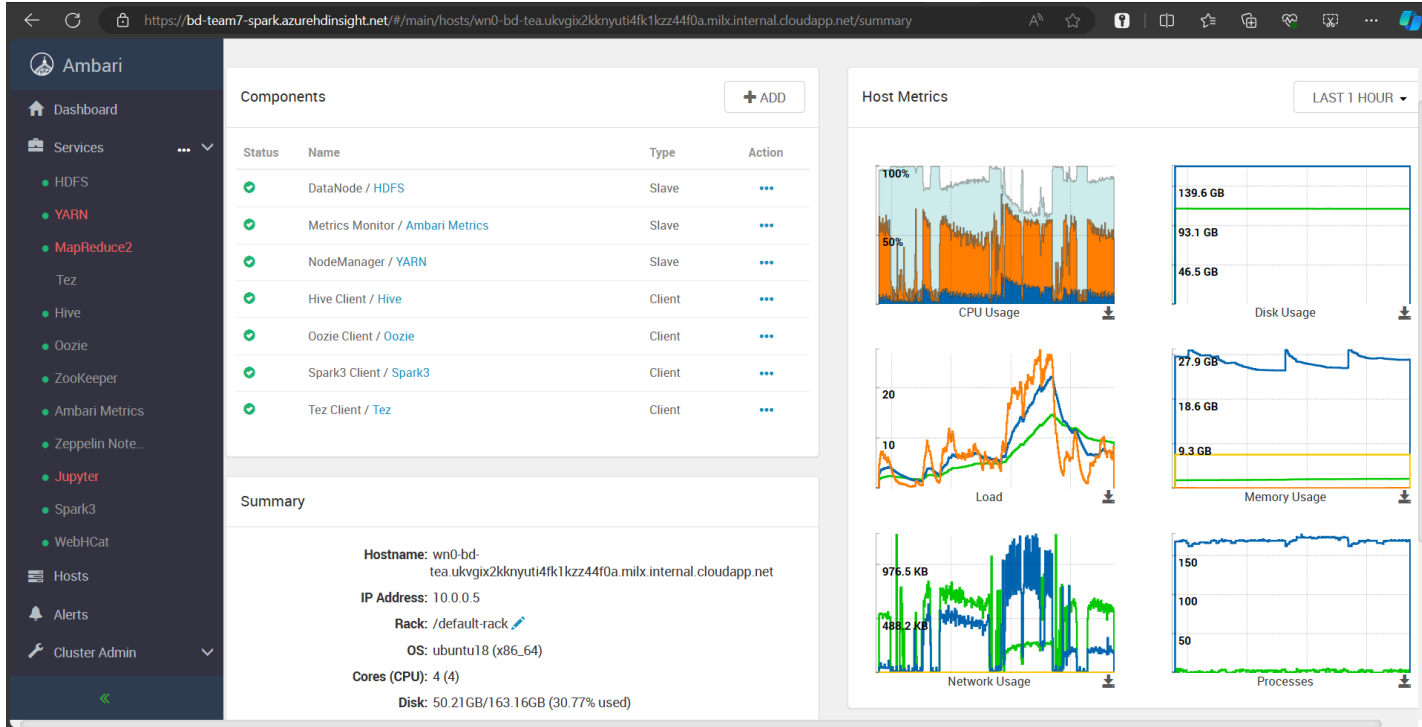 https://bd-team7-spark.azurehdinsight.net/#/main/hosts/wn0-bd-tea.ukvgix2kknyuti4fk1kzz44f0a.milx.internal.cloudapp.net/summary
Ambari
Dashboard
Services
HDFS
YARN
MapReduce2
Tez
Hive
Oozie
ZooKeeper
Ambari Metrics
Zeppelin Note...
Jupyter
Spark3
WebHCat
Hosts
Alerts
Cluster Admin
Components
ADD
Status Name Type Action
DataNode / HDFS Slave
Metrics Monitor / Ambari Metrics Slave
NodeManager / YARN Slave
Hive Client / Hive Client
Oozie Client / Oozie Client
Spark3 Client / Spark3 Client
Tez Client / Tez Client
Summary
Hostname: wn0-bd-
tea.ukvgix2kknyuti4fk1kzz44f0a.milx.internal.cloudapp.net
IP Address: 10.0.0.5
Rack: /default-rack
OS: ubuntu18 (x86_64)
Cores (CPU): 4 (4)
Disk: 50.21GB/163.16GB (30.77% used)
Host Metrics
LAST 1 HOUR
100%
50%
CPU Usage
139.6 GB
93.1 GB
46.5 GB
Disk Usage
20
10
Load
27.9 GB
18.6 GB
9.3 GB
Memory Usage
976.5 KB
488.2 KB
Network Usage
150
100
50
Processes